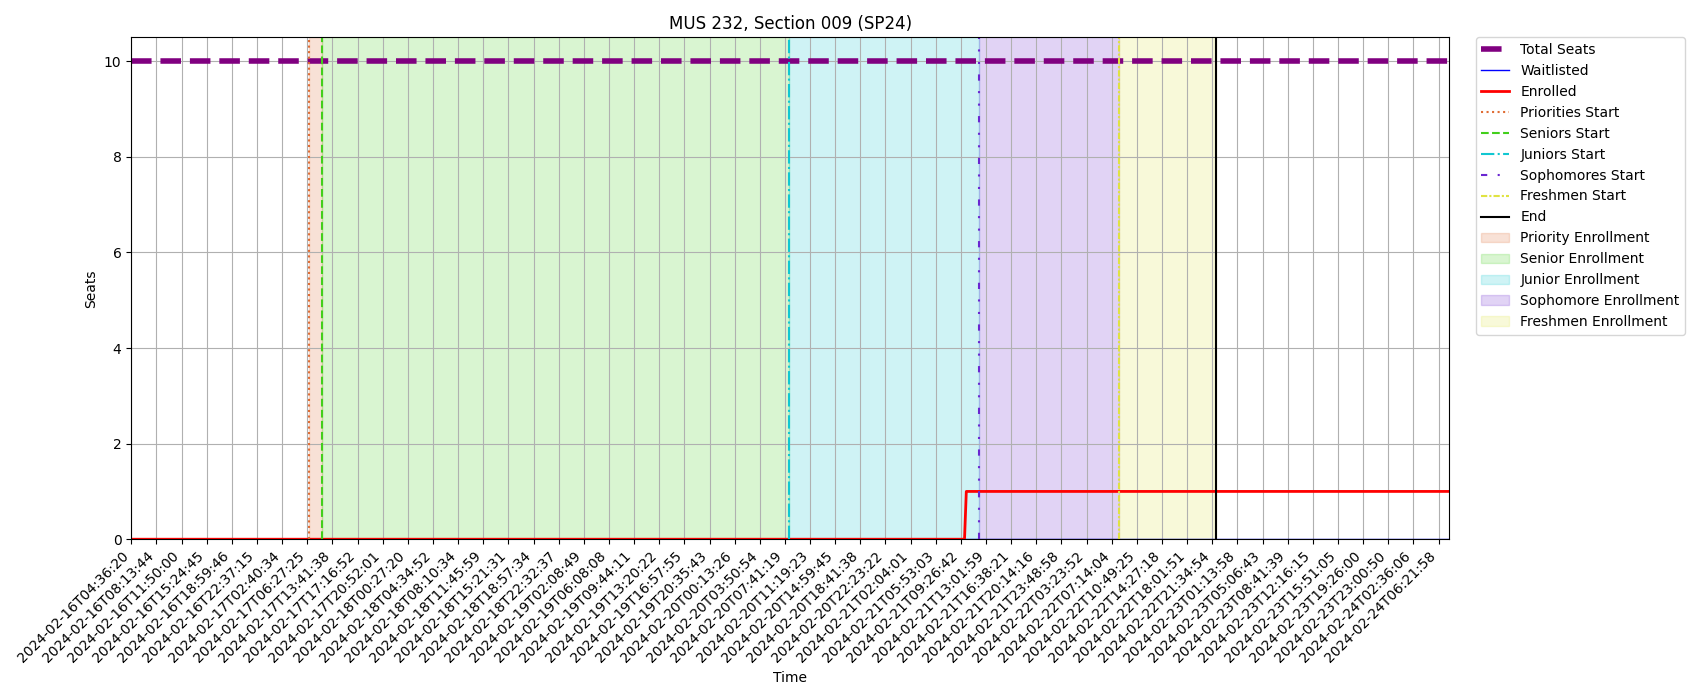 MUS 232, Section 009 (SP24)
10
8
6
4
2
0
Seats
2024-02-16T04:36:20
2024-02-16T08:13:44
2024-02-16T11:50:00
2024-02-16T15:24:45
2024-02-16T18:59:46
2024-02-16T22:37:15
2024-02-17T02:40:34
2024-02-17T06:27:25
2024-02-17T13:41:38
2024-02-17T17:16:52
2024-02-17T20:52:01
2024-02-18T00:27:20
2024-02-18T04:34:52
2024-02-18T08:10:34
2024-02-18T11:45:59
2024-02-18T15:21:31
2024-02-18T18:57:34
2024-02-18T22:32:37
2024-02-19T02:08:49
2024-02-19T06:08:08
2024-02-19T09:44:11
2024-02-19T13:20:22
2024-02-19T16:57:55
2024-02-19T20:35:43
2024-02-20T00:13:26
2024-02-20T03:50:54
2024-02-20T07:41:19
2024-02-20T11:19:23
2024-02-20T14:59:45
2024-02-20T18:41:38
2024-02-20T22:23:22
2024-02-21T02:04:01
2024-02-21T05:53:03
2024-02-21T09:26:42
2024-02-21T13:01:59
2024-02-21T16:38:21
2024-02-21T20:14:16
2024-02-21T23:48:58
2024-02-22T03:23:52
2024-02-22T07:14:04
2024-02-22T10:49:25
2024-02-22T14:27:18
2024-02-22T18:01:51
2024-02-22T21:34:54
2024-02-23T01:13:58
2024-02-23T05:06:43
2024-02-23T08:41:39
2024-02-23T12:16:15
2024-02-23T15:51:05
2024-02-23T19:26:00
2024-02-23T23:00:50
2024-02-24T02:36:06
2024-02-24T06:21:58
Time
Total Seats
Waitlisted
Enrolled
Priorities Start
Seniors Start
Juniors Start
Sophomores Start
Freshmen Start
End
Priority Enrollment
Senior Enrollment
Junior Enrollment
Sophomore Enrollment
Freshmen Enrollment